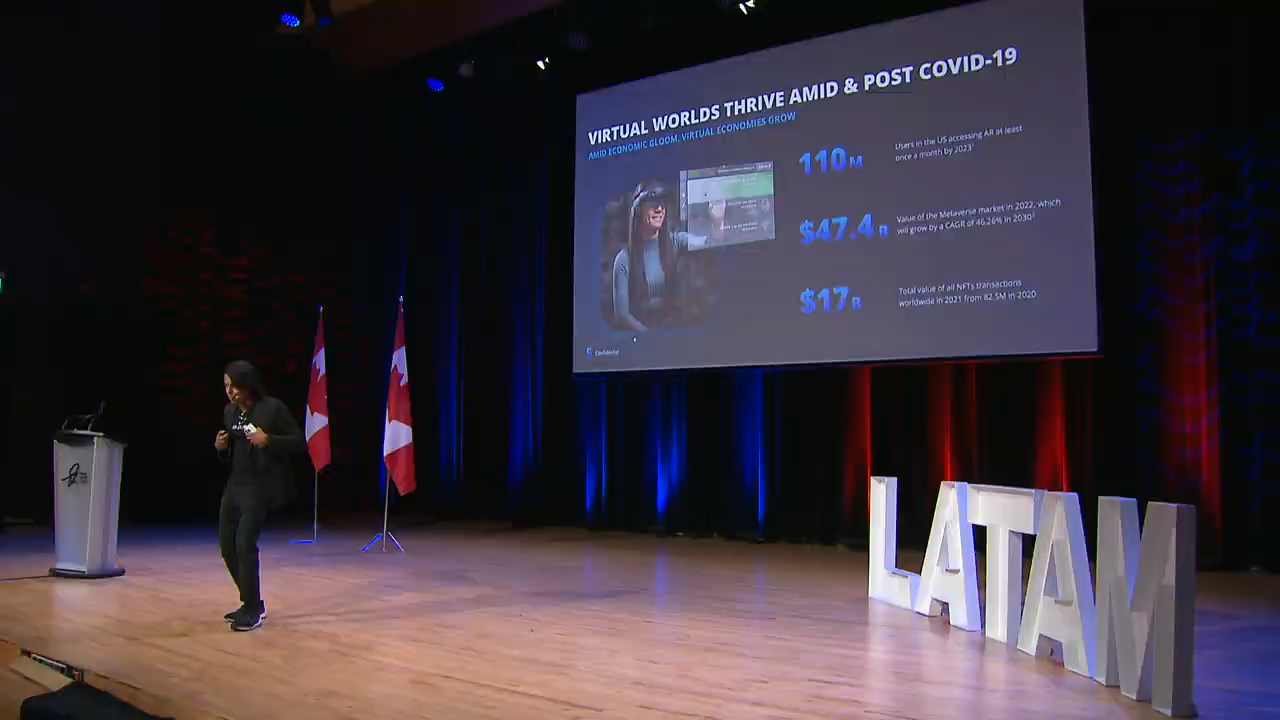 VIRTUAL WORLDS THRIVE AMID & POST COVID-19
AMID ECONOMIC GLOOM, VIRTUAL ECONOMIES GROW
110M
Users in the US accessing AR at least
once a month by 2023¹
$47.4B
Value of the Metaverse market in 2022, which
will grow by a CAGR of 46.26% in 2030²
$17B
Total value of all NFTs transactions
worldwide in 2021 from 82.5M in 2020
Confidential
LATAM